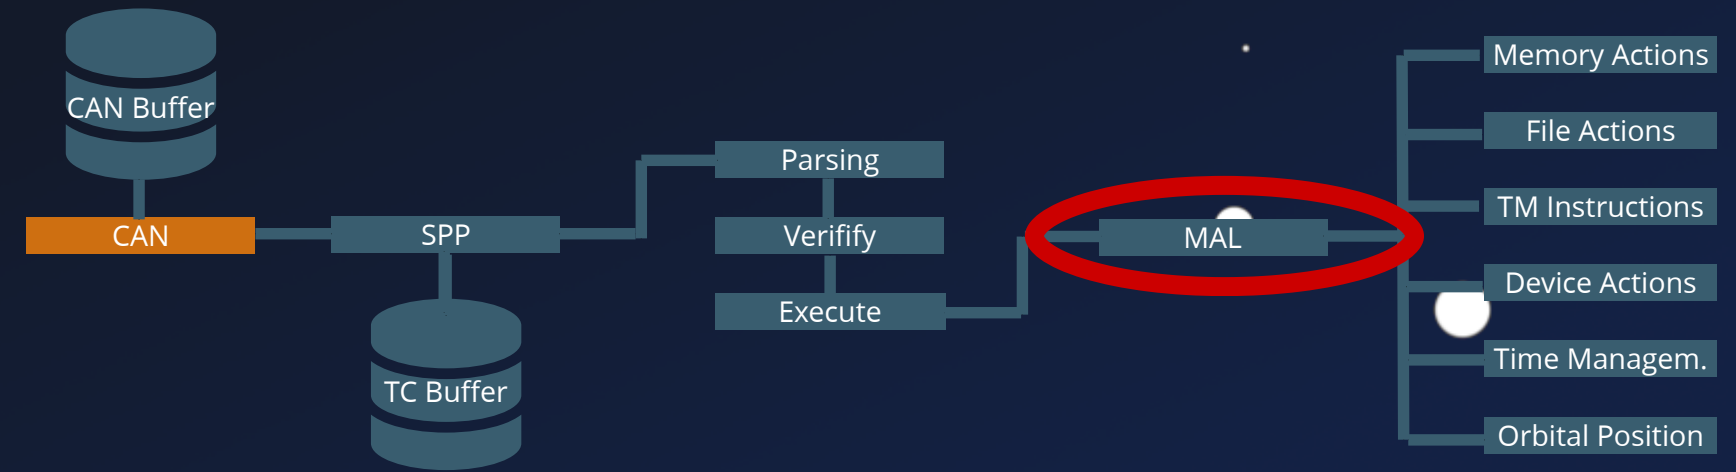 CAN Buffer
CAN
SPP
TC Buffer
Parsing
Verifify
Execute
MAL
Memory Actions
File Actions
TM Instructions
Device Actions
Time Managem.
Orbital Position